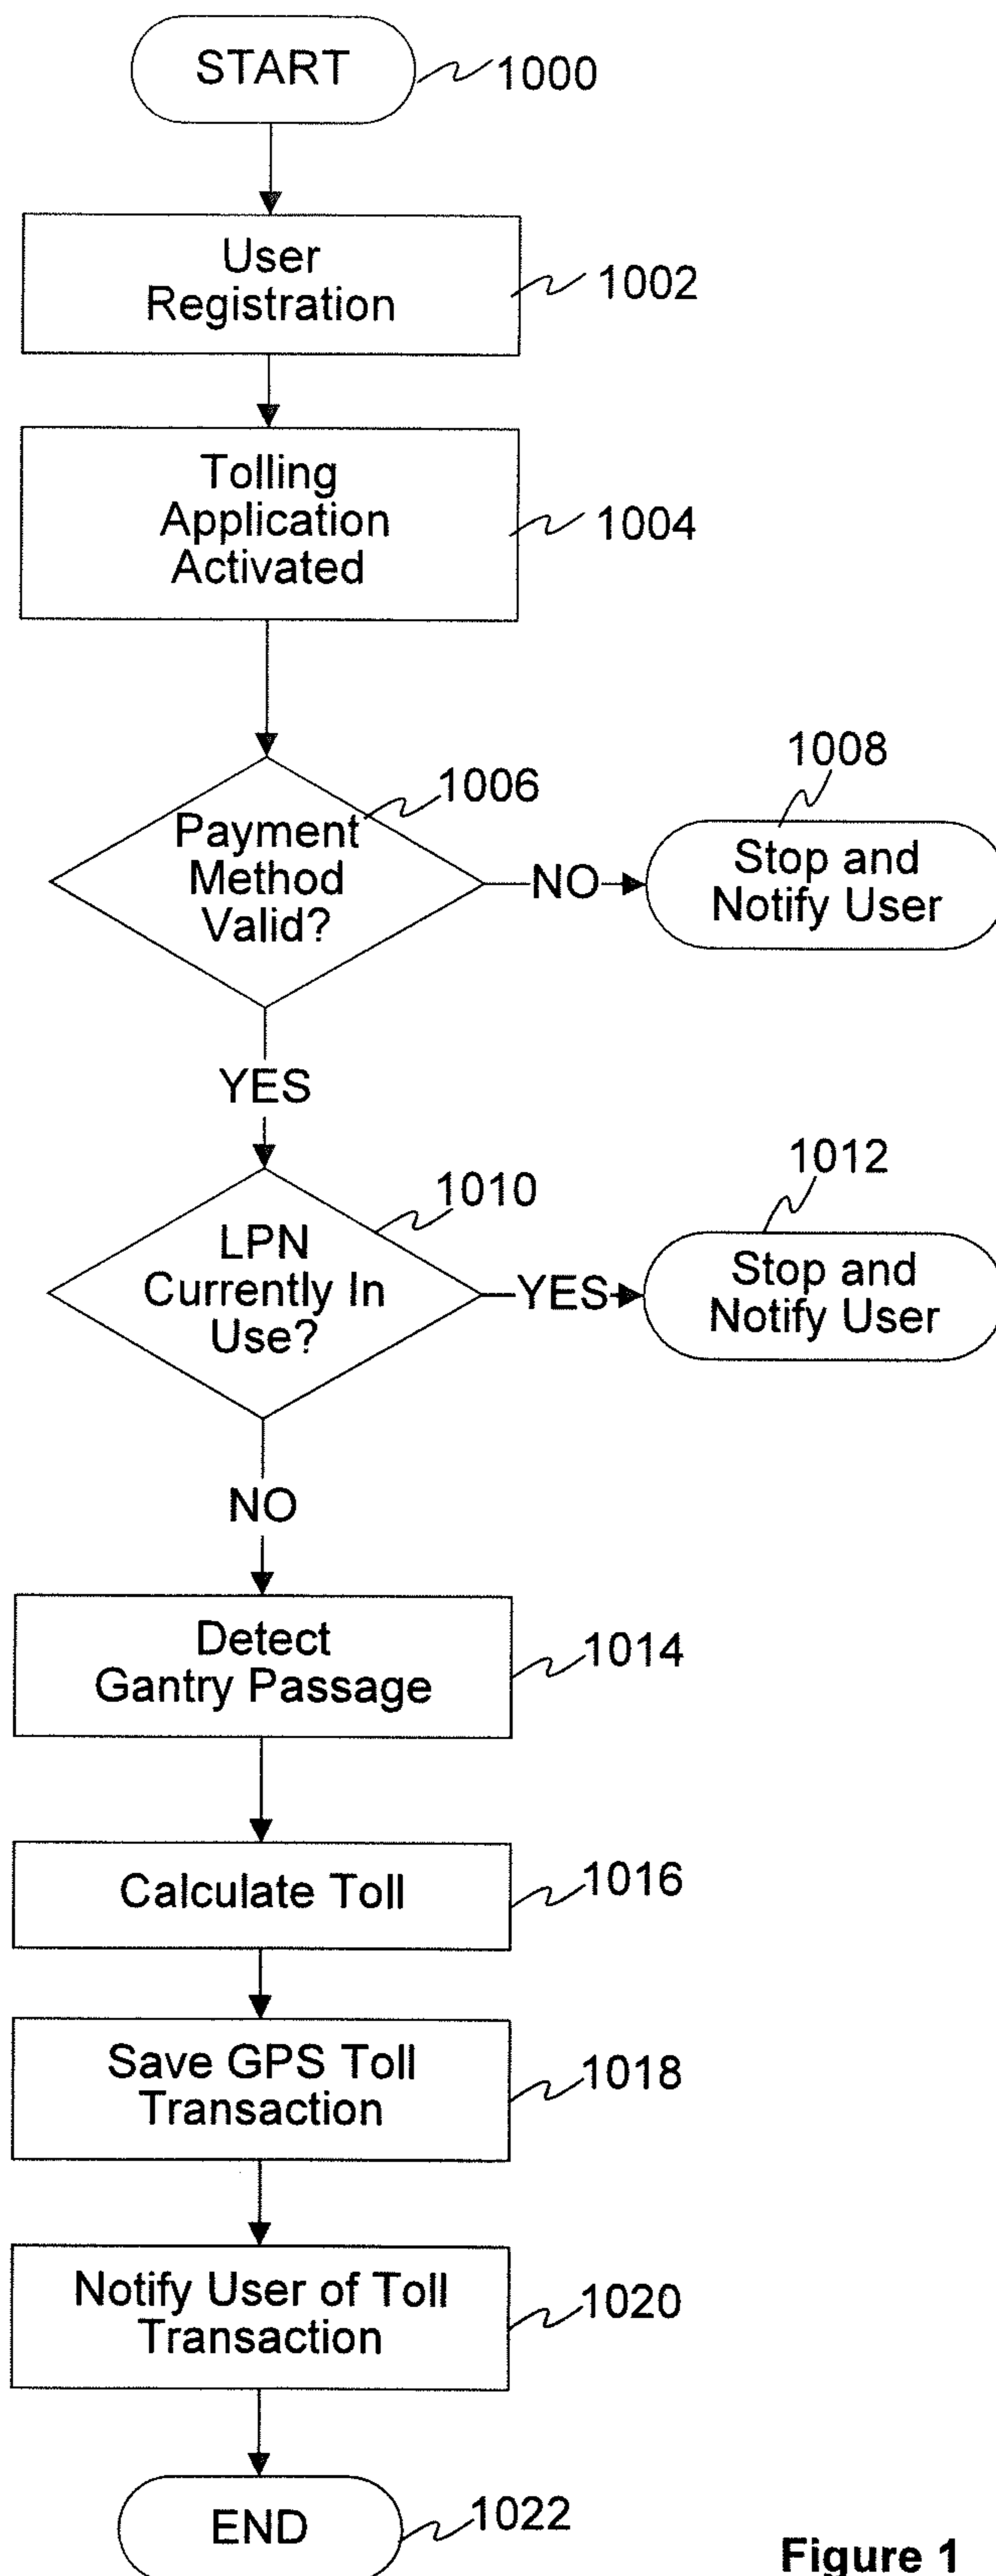 START
1000
User
Registration
1002
Tolling
Application
Activated
1004
1006
Payment
Method
Valid?
NO
1008
Stop and
Notify User
YES
1010
LPN
Currently In
Use?
YES
1012
Stop and
Notify User
NO
Detect
Gantry Passage
1014
Calculate Toll
1016
Save GPS Toll
Transaction
1018
Notify User of Toll
Transaction
1020
END
1022
Figure 1